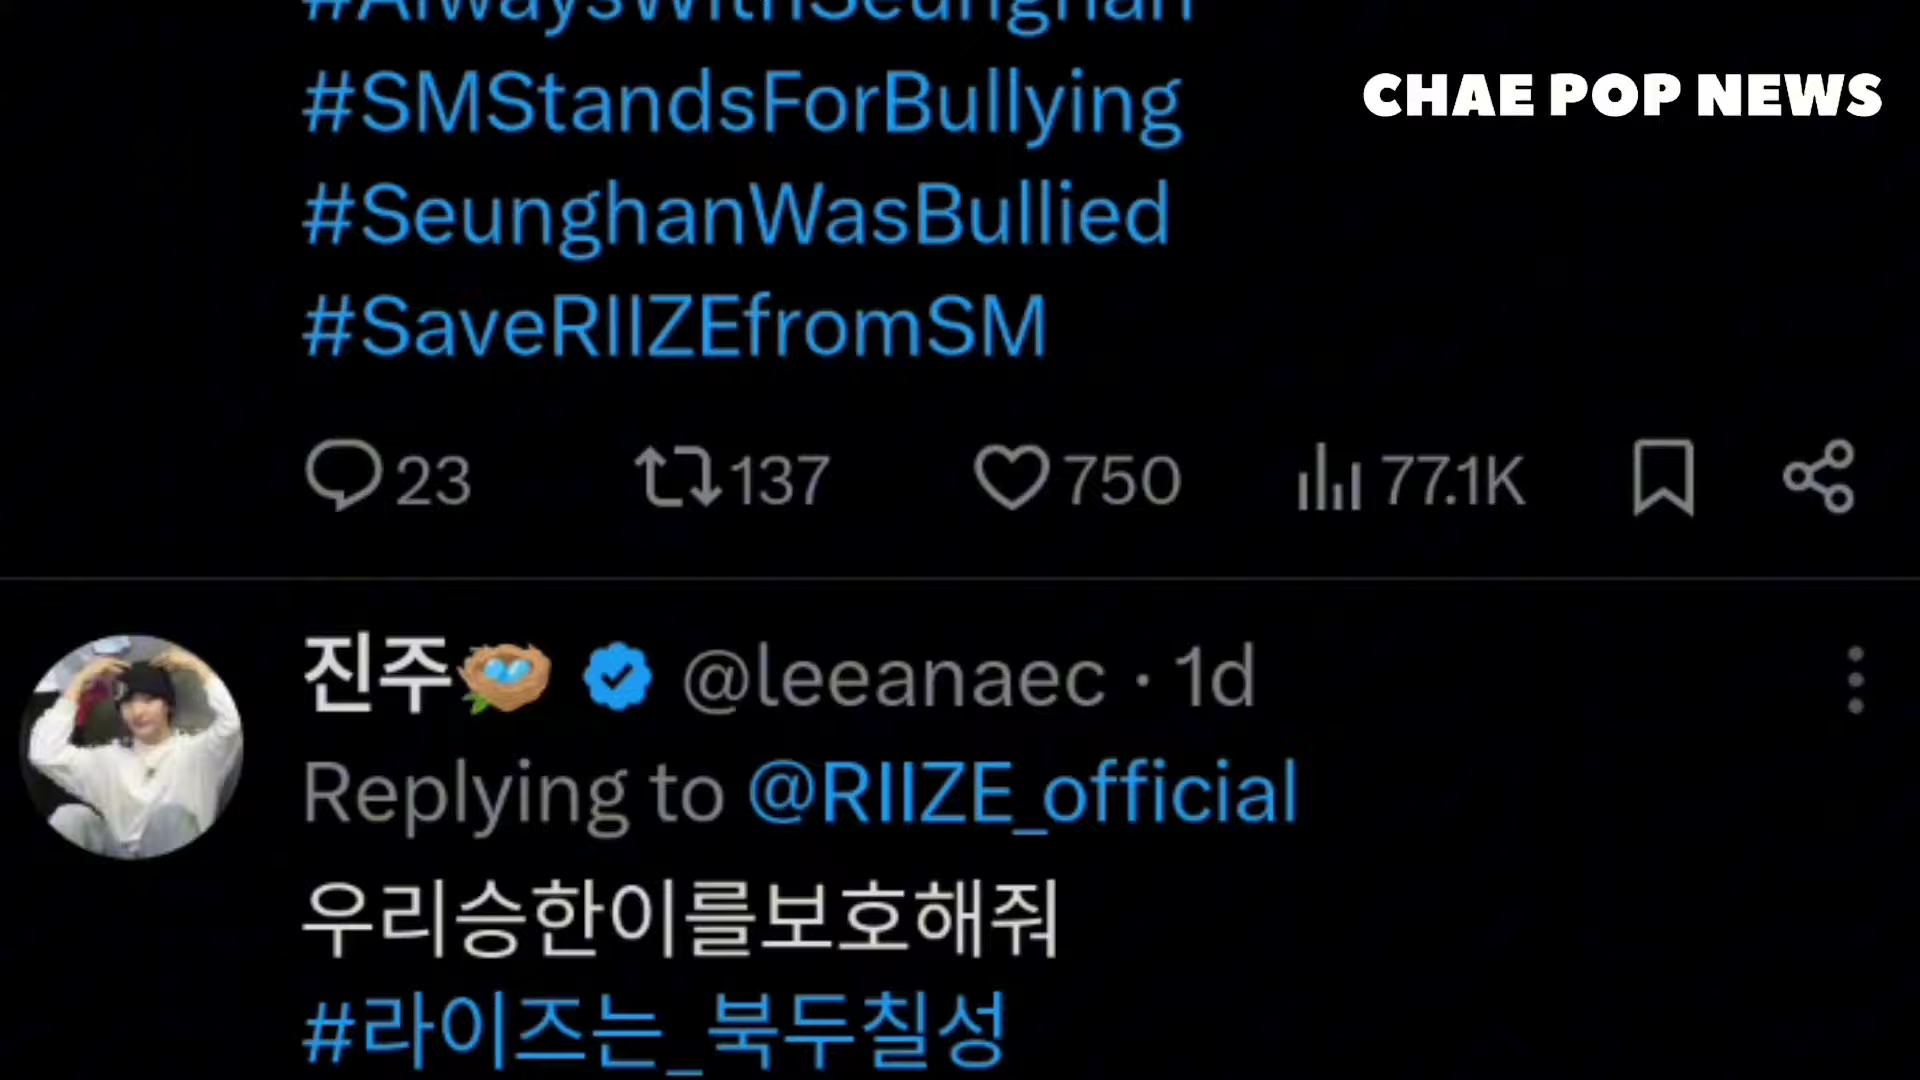 #AlwaysWithSeunghan
#SMStandsForBullying
CHAE POP NEWS
#SeunghanWasBullied
#SaveRIIZEfromSM
23 137 750 77.1K
진주 @leeanaec · 1d
Replying to @RIIZE_official
우리승한이를보호해줘
#라이즈는_북두칠성